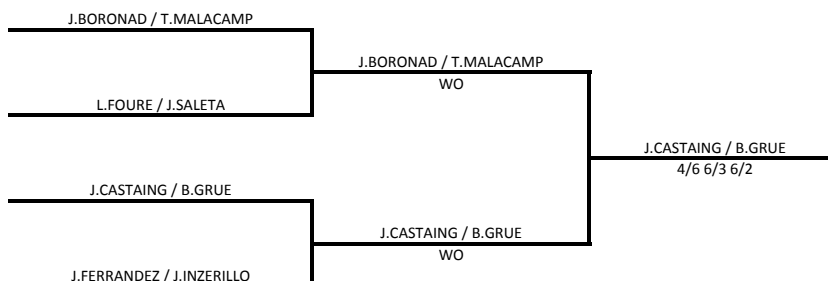 J.BORONAD / T.MALACAMP
J.BORONAD / T.MALACAMP
WO
L.FOURE / J.SALETA
J.CASTAING / B.GRUE
4/6 6/3 6/2
J.CASTAING / B.GRUE
J.CASTAING / B.GRUE
WO
J.FERRANDEZ / J.INZERILLO